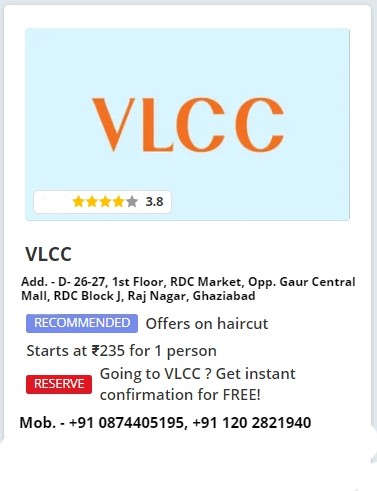 VLCC
3.8
VLCC
Add. - D- 26-27, 1st Floor, RDC Market, Opp. Gaur Central
Mall, RDC Block J, Raj Nagar, Ghaziabad
RECOMMENDED Offers on haircut
Starts at ₹235 for 1 person
RESERVE Going to VLCC ? Get instant
confirmation for FREE!
Mob. - +91 0874405195, +91 120 2821940